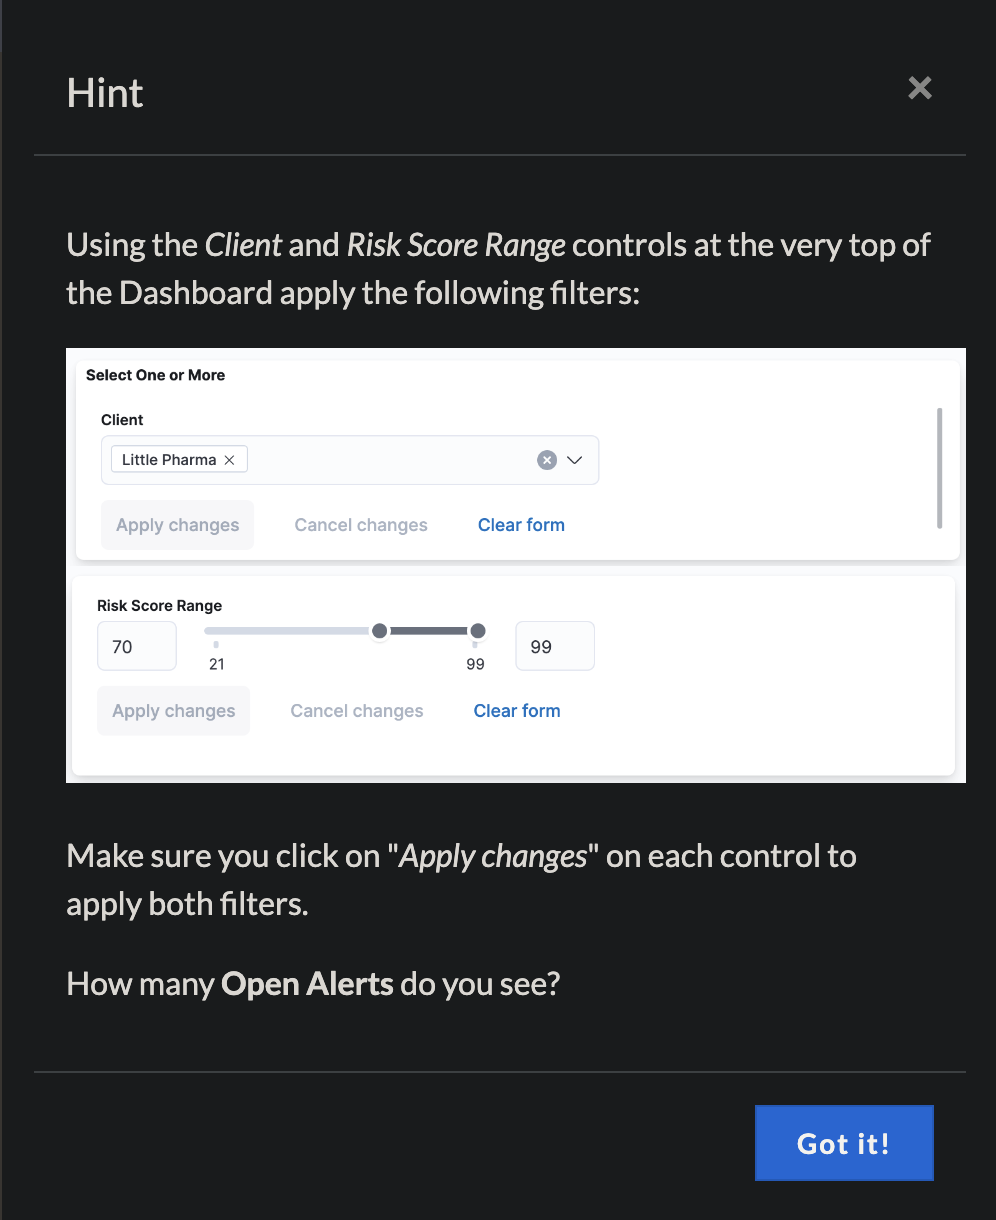 Hint
Using the Client and Risk Score Range controls at the very top of
the Dashboard apply the following filters:
Select One or More
Client
Little Pharma
Apply changes Cancel changes Clear form
Risk Score Range
70 99
21 99
Apply changes Cancel changes Clear form
Make sure you click on "Apply changes" on each control to
apply both filters.
How many Open Alerts do you see?
Got it!